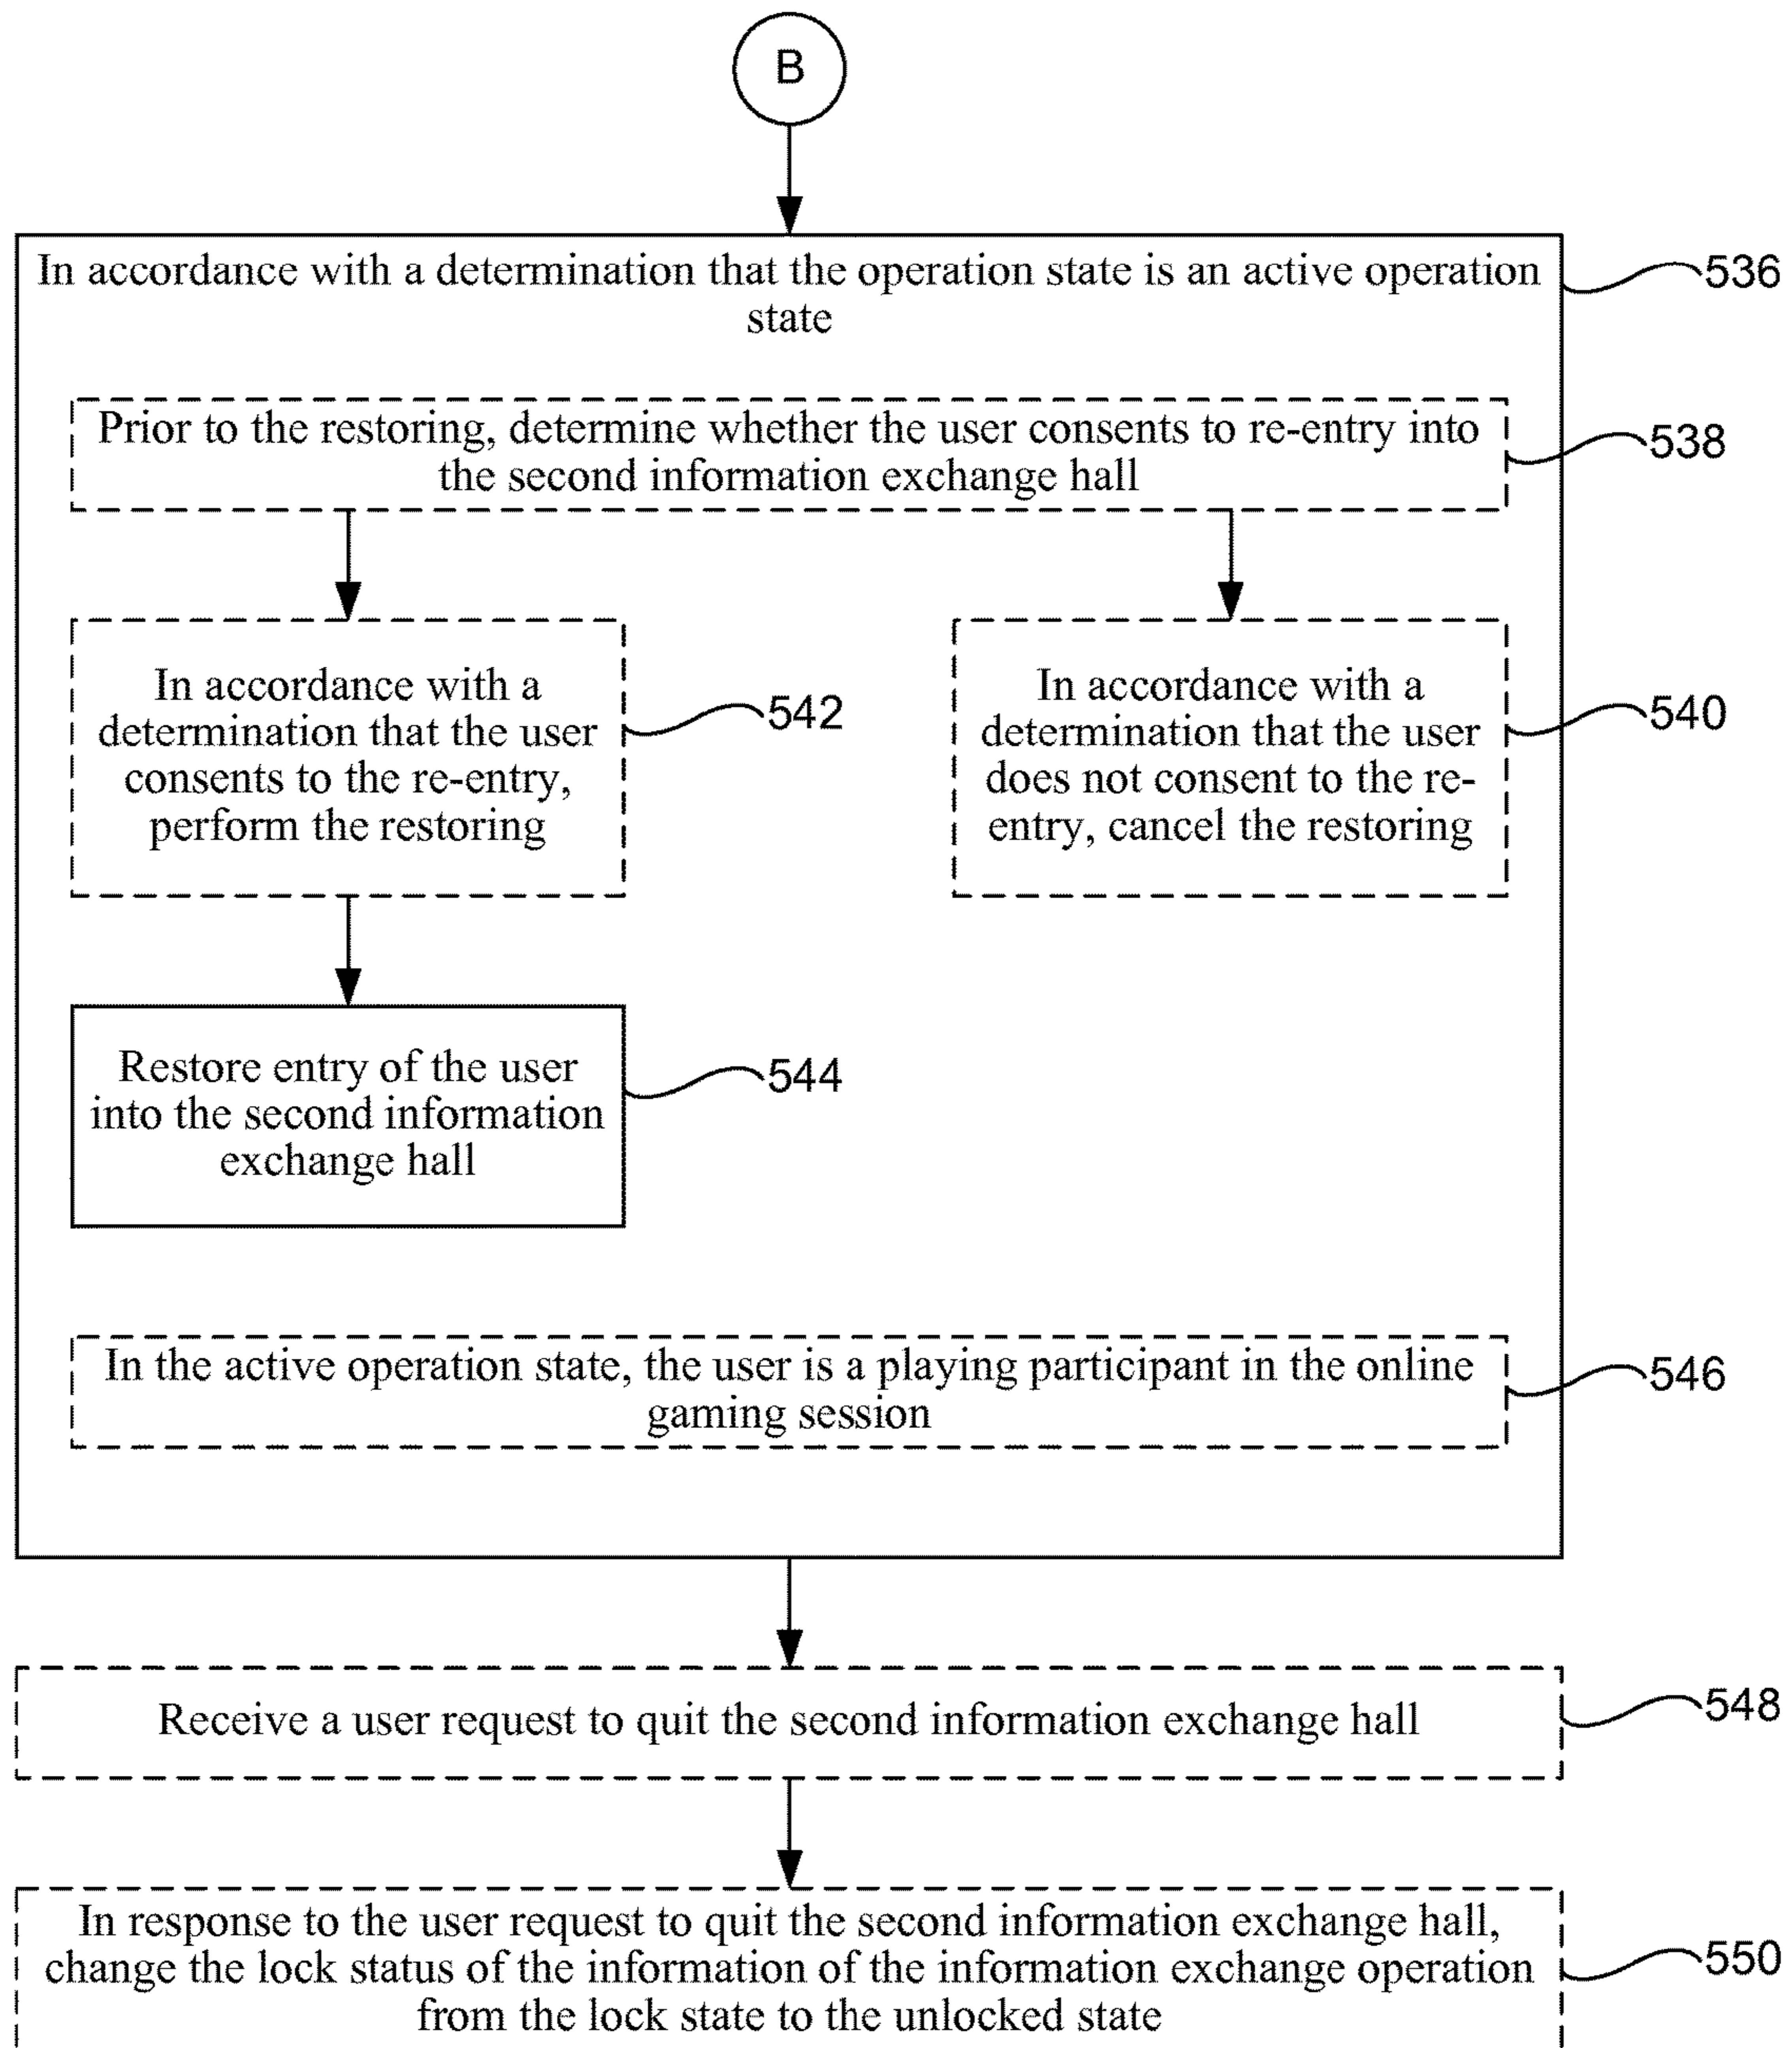 B
In accordance with a determination that the operation state is an active operation
state
536
Prior to the restoring, determine whether the user consents to re-entry into
the second information exchange hall
538
In accordance with a
determination that the user
consents to the re-entry,
perform the restoring
542
In accordance with a
determination that the user
does not consent to the re-
entry, cancel the restoring
540
Restore entry of the user
into the second information
exchange hall
544
In the active operation state, the user is a playing participant in the online
gaming session
546
Receive a user request to quit the second information exchange hall
548
In response to the user request to quit the second information exchange hall,
change the lock status of the information of the information exchange operation
from the lock state to the unlocked state
550